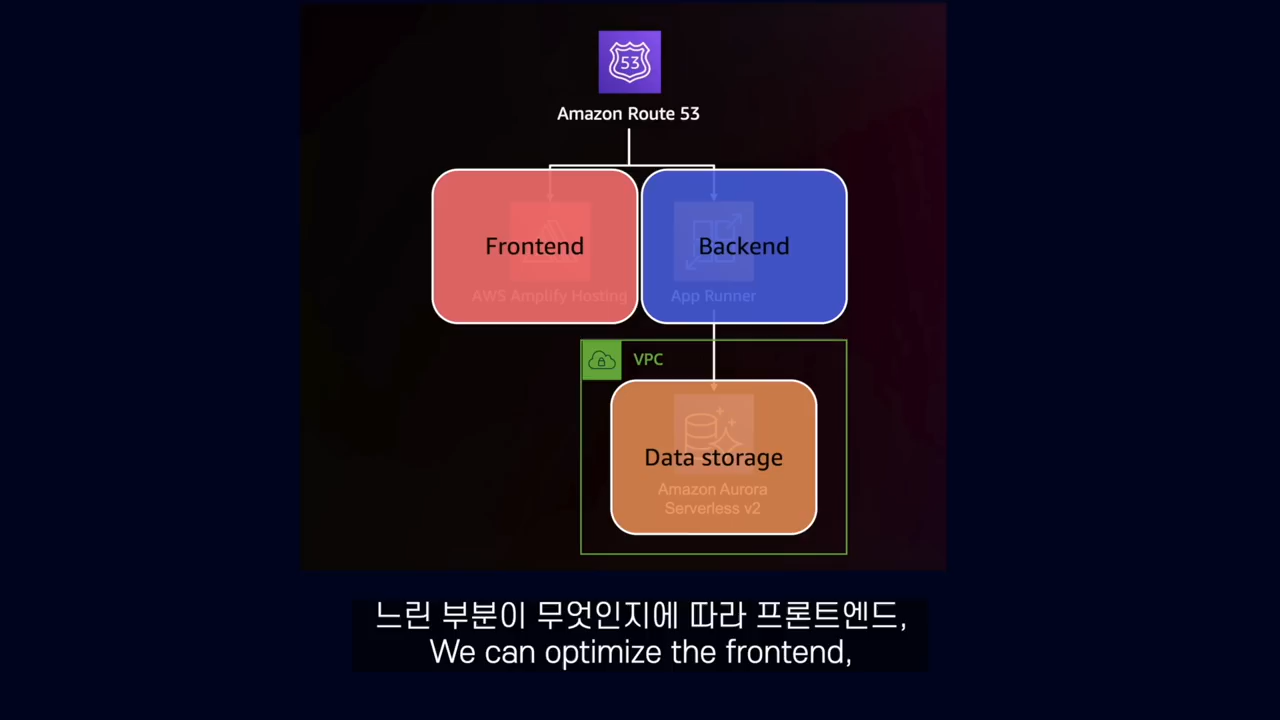 53
Amazon Route 53
Frontend
Backend
AWS Amplify Hosting
App Runner
VPC
Data storage
Amazon Aurora
Serverless v2
느린 부분이 무엇인지에 따라 프론트엔드,
We can optimize the frontend,